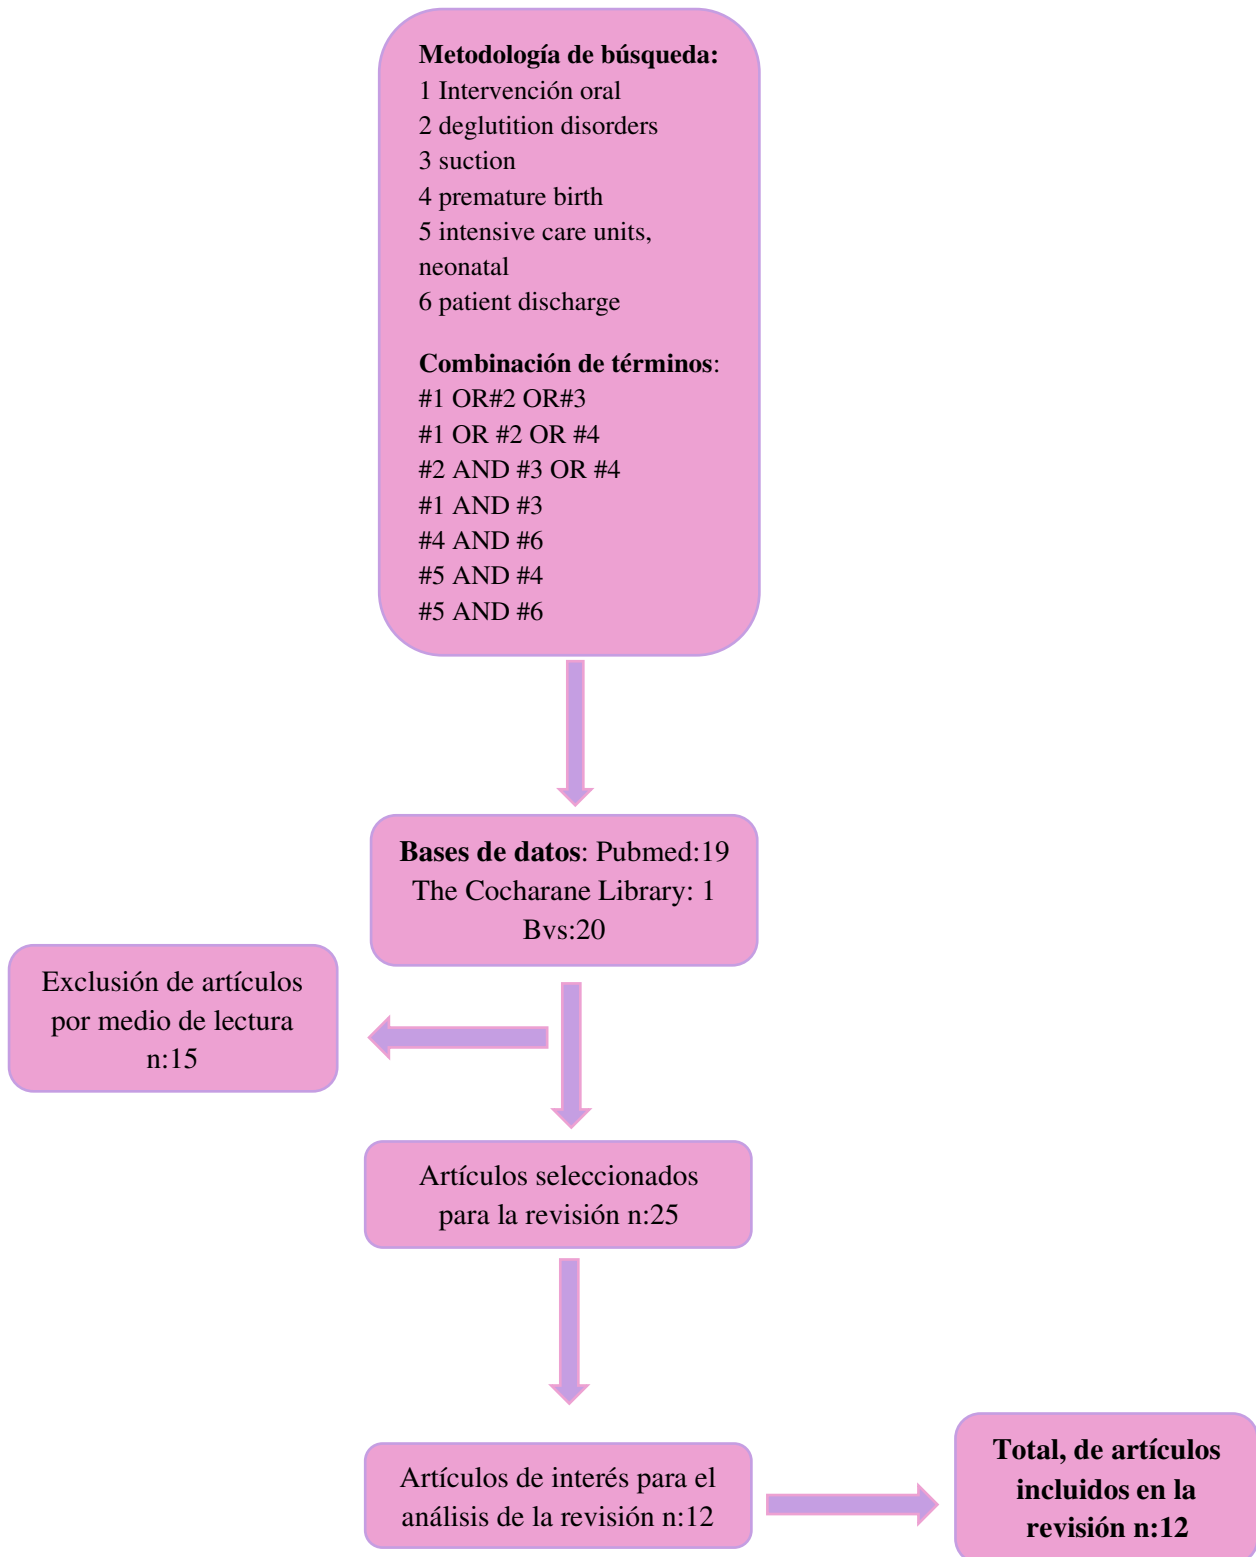 Metodología de búsqueda:
1 Intervención oral
2 deglutition disorders
3 suction
4 premature birth
5 intensive care units,
neonatal
6 patient discharge
Combinación de términos:
#1 OR#2 OR#3
#1 OR #2 OR #4
#2 AND #3 OR #4
#1 AND #3
#4 AND #6
#5 AND #4
#5 AND #6
Bases de datos: Pubmed:19
The Cocharane Library: 1
Bvs:20
Exclusión de artículos
por medio de lectura
n:15
Artículos seleccionados
para la revisión n:25
Artículos de interés para el
análisis de la revisión n:12
Total, de artículos
incluidos en la
revisión n:12